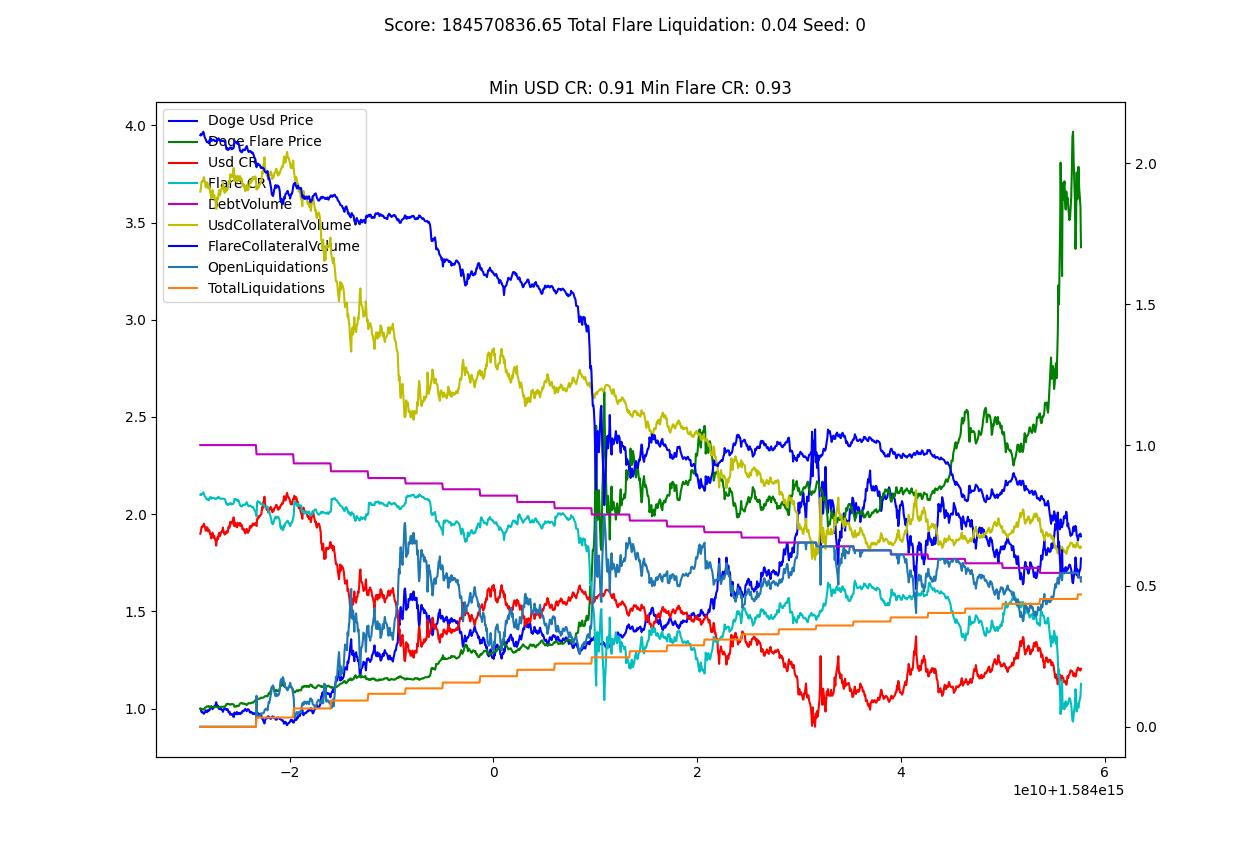 Score: 184570836.65 Total Flare Liquidation: 0.04 Seed: 0
Min USD CR: 0.91 Min Flare CR: 0.93
Doge Usd Price
Doge Flare Price
Usd CR
Flare CR
DebtVolume
UsdCollateralVolume
FlareCollateralVolume
OpenLiquidations
TotalLiquidations
4.0
3.5
3.0
2.5
2.0
1.5
1.0
2.0
1.5
1.0
0.5
0.0
−2
0
2
4
6
1e10+1.584e15